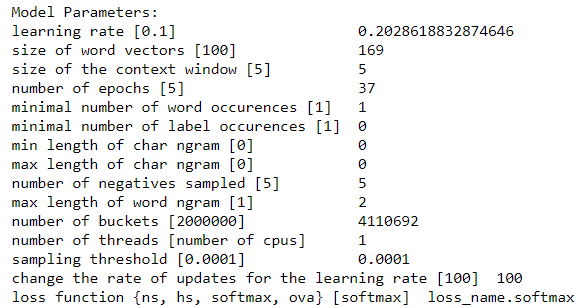 Model Parameters:
learning rate [0.1] 0.2028618832874646
size of word vectors [100] 169
size of the context window [5] 5
number of epochs [5] 37
minimal number of word occurences [1] 1
minimal number of label occurences [1] 0
min length of char ngram [0] 0
max length of char ngram [0] 0
number of negatives sampled [5] 5
max length of word ngram [1] 2
number of buckets [2000000] 4110692
number of threads [number of cpus] 1
sampling threshold [0.0001] 0.0001
change the rate of updates for the learning rate [100] 100
loss function {ns, hs, softmax, ova} [softmax] loss_name.softmax